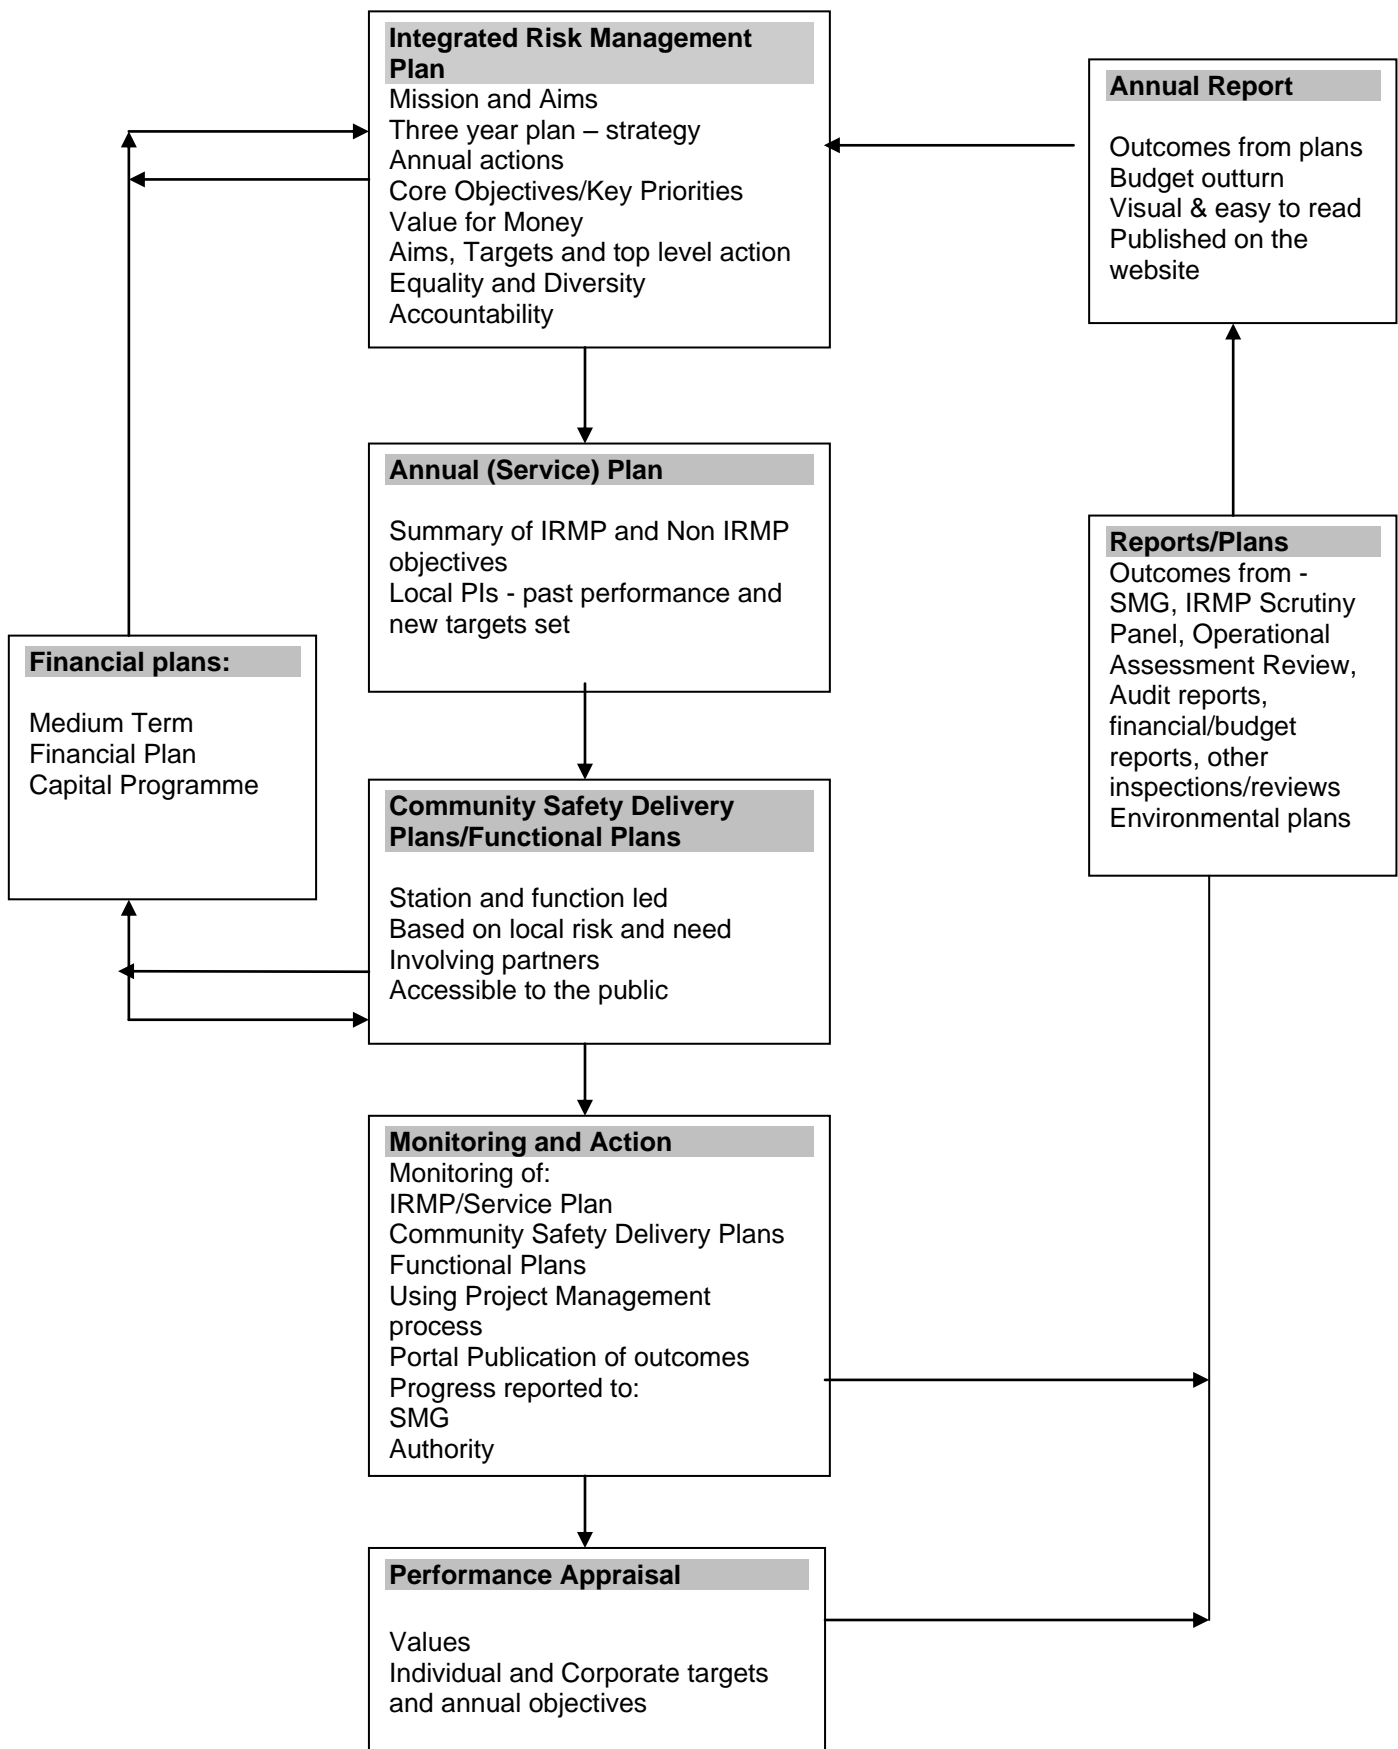 Integrated Risk Management
Plan
Mission and Aims
Three year plan – strategy
Annual actions
Core Objectives/Key Priorities
Value for Money
Aims, Targets and top level action
Equality and Diversity
Accountability
Annual Report
Outcomes from plans
Budget outturn
Visual & easy to read
Published on the
website
Annual (Service) Plan
Summary of IRMP and Non IRMP
objectives
Local PIs - past performance and
new targets set
Reports/Plans
Outcomes from -
SMG, IRMP Scrutiny
Panel, Operational
Assessment Review,
Audit reports,
financial/budget
reports, other
inspections/reviews
Environmental plans
Financial plans:
Medium Term
Financial Plan
Capital Programme
Community Safety Delivery
Plans/Functional Plans
Station and function led
Based on local risk and need
Involving partners
Accessible to the public
Monitoring and Action
Monitoring of:
IRMP/Service Plan
Community Safety Delivery Plans
Functional Plans
Using Project Management
process
Portal Publication of outcomes
Progress reported to:
SMG
Authority
Performance Appraisal
Values
Individual and Corporate targets
and annual objectives